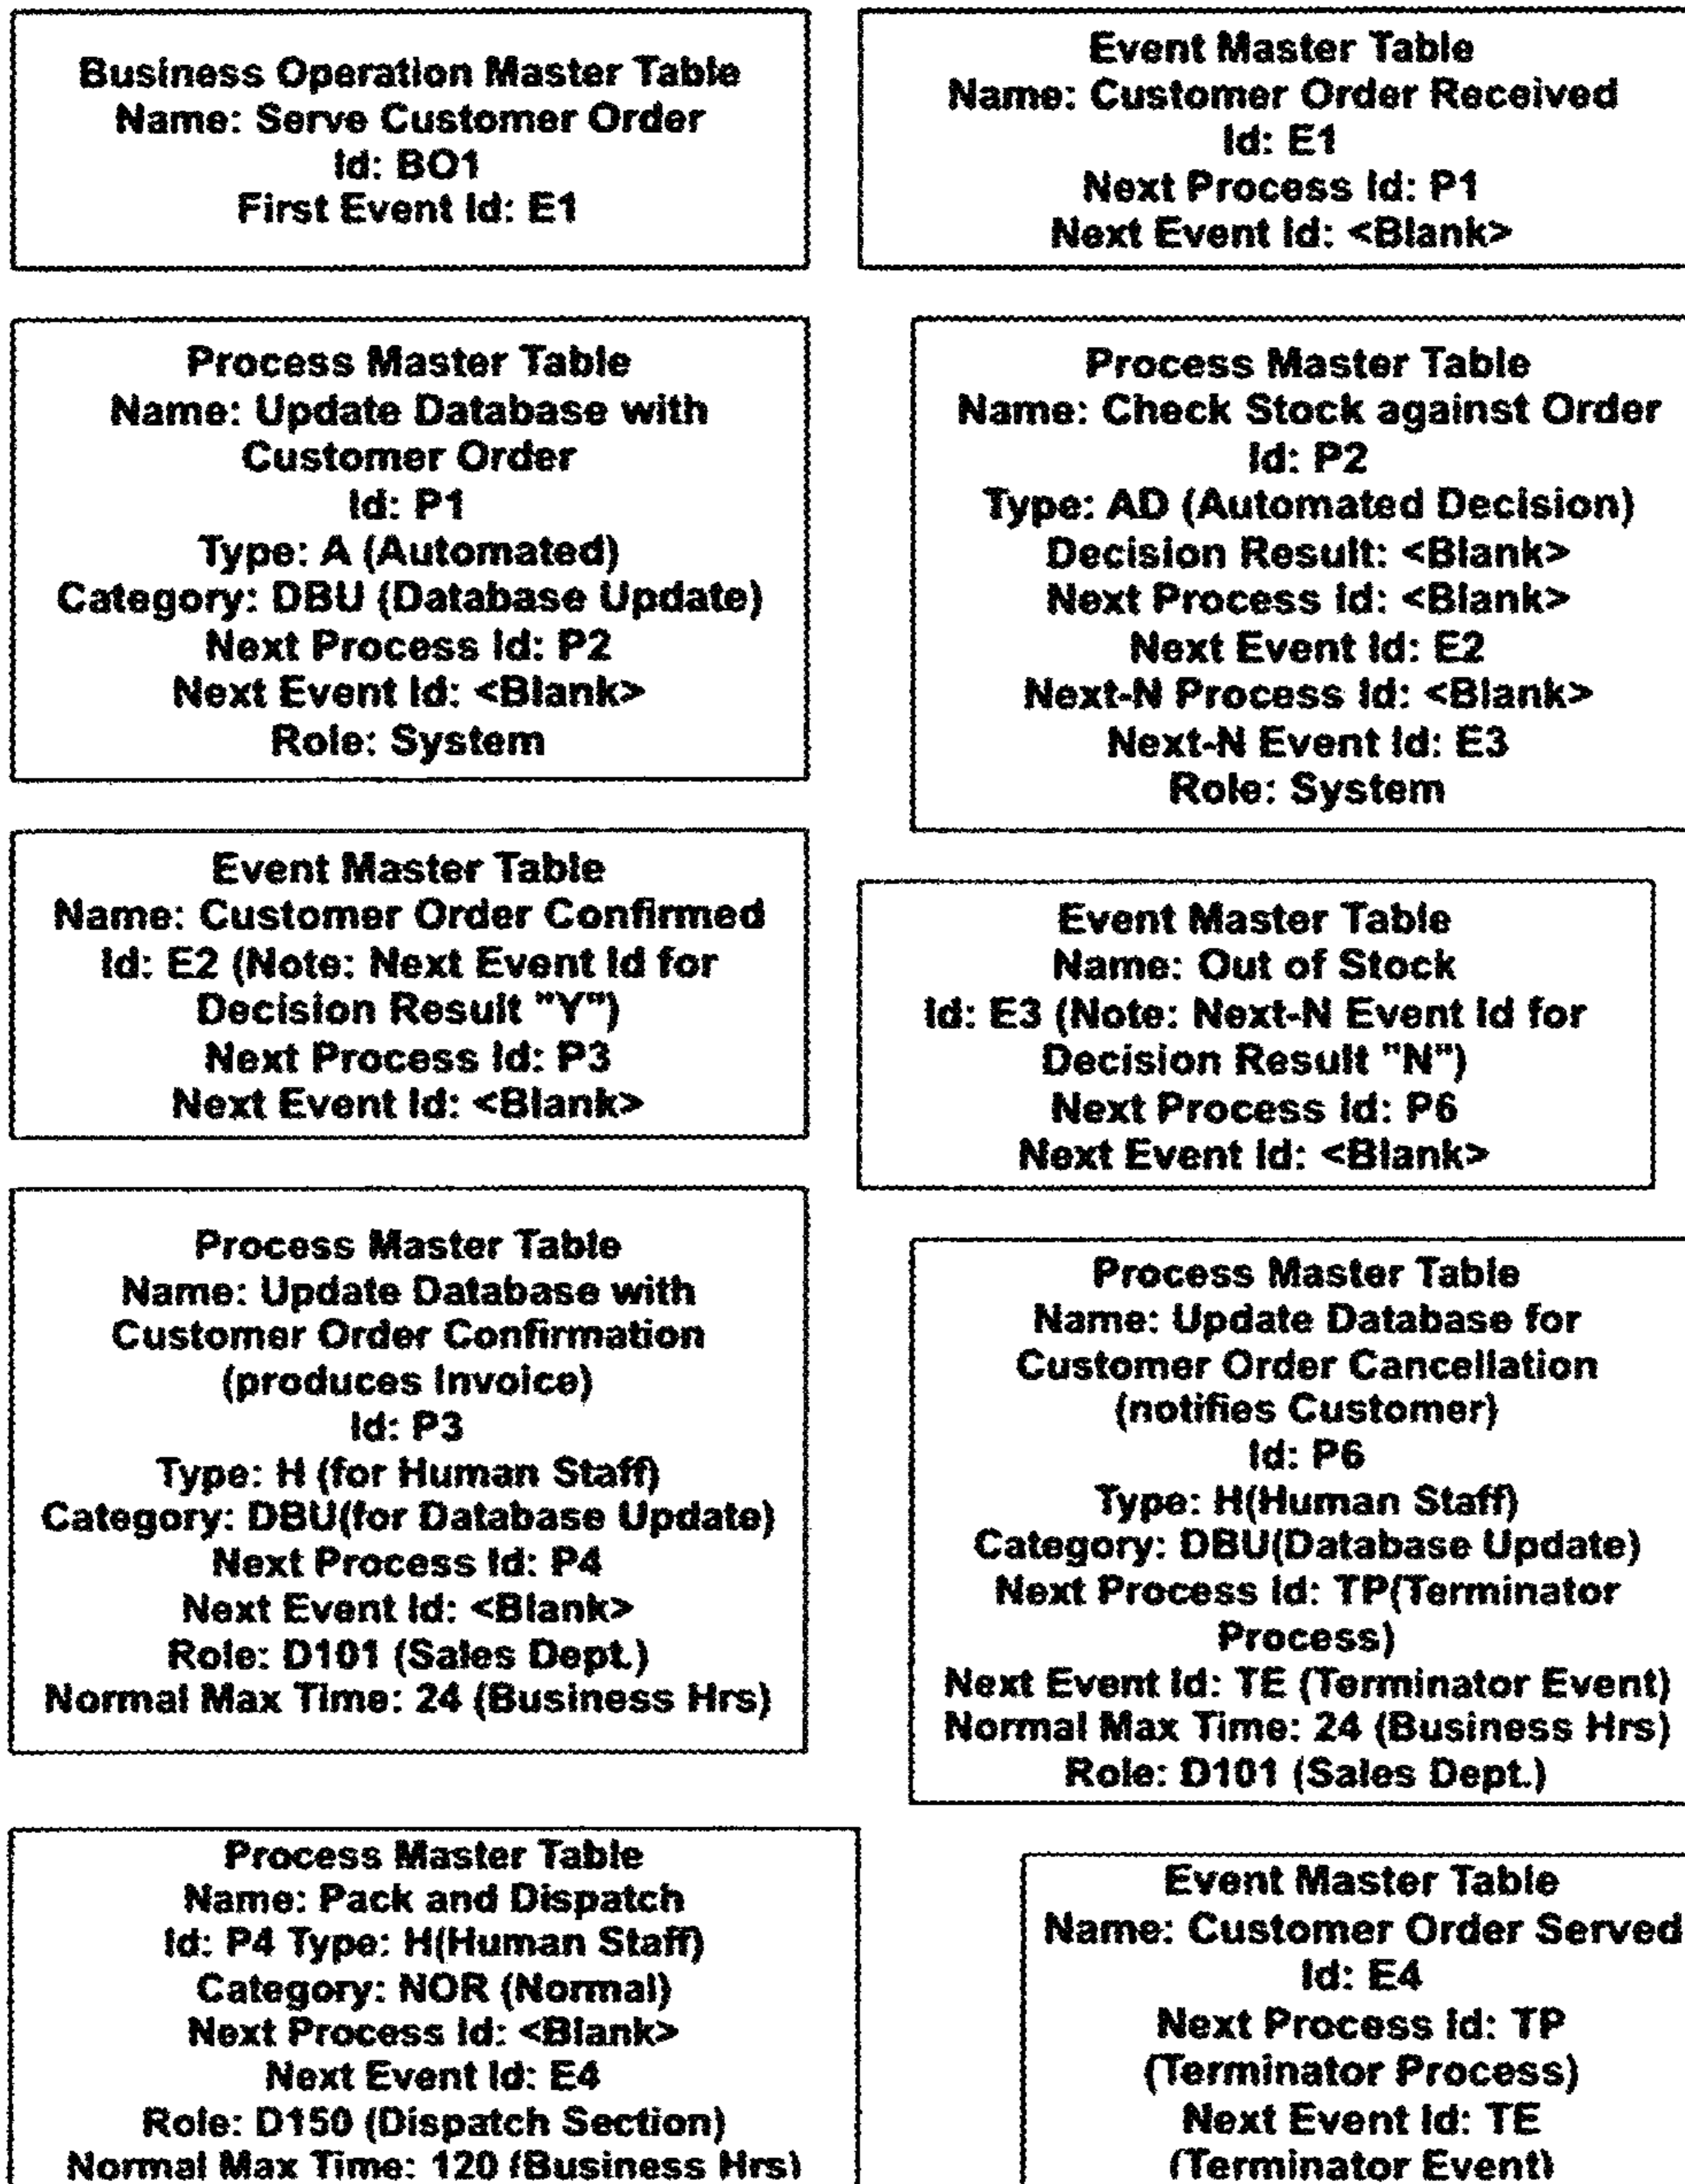 Business Operation Master Table
Name: Serve Customer Order
Id: BO1
First Event Id: E1
Event Master Table
Name: Customer Order Received
Id: E1
Next Process Id: P1
Next Event Id: <Blank>
Process Master Table
Name: Update Database with
Customer Order
Id: P1
Type: A (Automated)
Category: DBU (Database Update)
Next Process Id: P2
Next Event Id: <Blank>
Role: System
Process Master Table
Name: Check Stock against Order
Id: P2
Type: AD (Automated Decision)
Decision Result: <Blank>
Next Process Id: <Blank>
Next Event Id: E2
Next-N Process Id: <Blank>
Next-N Event Id: E3
Role: System
Event Master Table
Name: Customer Order Confirmed
Id: E2 (Note: Next Event Id for
Decision Result "Y")
Next Process Id: P3
Next Event Id: <Blank>
Event Master Table
Name: Out of Stock
Id: E3 (Note: Next-N Event Id for
Decision Result "N")
Next Process Id: P6
Next Event Id: <Blank>
Process Master Table
Name: Update Database with
Customer Order Confirmation
(produces Invoice)
Id: P3
Type: H (for Human Staff)
Category: DBU(for Database Update)
Next Process Id: P4
Next Event Id: <Blank>
Role: D101 (Sales Dept.)
Normal Max Time: 24 (Business Hrs)
Process Master Table
Name: Update Database for
Customer Order Cancellation
(notifies Customer)
Id: P6
Type: H(Human Staff)
Category: DBU(Database Update)
Next Process Id: TP(Terminator
Process)
Next Event Id: TE (Terminator Event)
Normal Max Time: 24 (Business Hrs)
Role: D101 (Sales Dept.)
Process Master Table
Name: Pack and Dispatch
Id: P4 Type: H(Human Staff)
Category: NOR (Normal)
Next Process Id: <Blank>
Next Event Id: E4
Role: D150 (Dispatch Section)
Normal Max Time: 120 (Business Hrs)
Event Master Table
Name: Customer Order Served
Id: E4
Next Process Id: TP
(Terminator Process)
Next Event Id: TE
(Terminator Event)